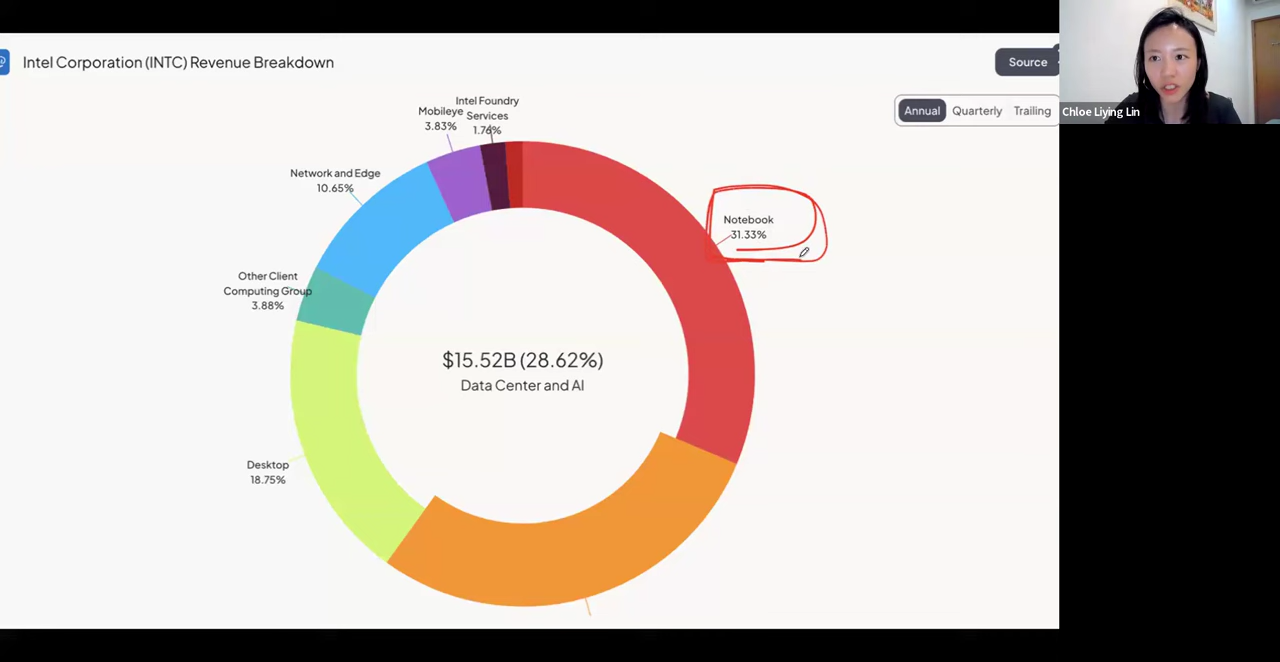 Intel Corporation (INTC) Revenue Breakdown
Source
Annual Quarterly Trailing
Chloe Liying Lin
Intel Foundry
Services
1.76%
Mobileye
3.83%
Network and Edge
10.65%
Notebook
31.33%
Other Client
Computing Group
3.88%
$15.52B (28.62%)
Data Center and AI
Desktop
18.75%